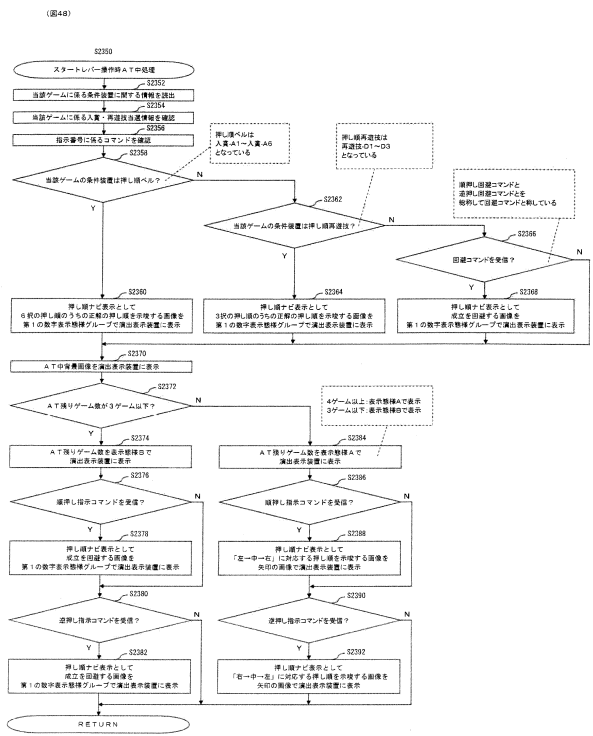 (図48)
S2350
スタートレバー操作時AT中処理
S2352
当該ゲームに係る条件装置に関する情報を読出
S2354
当該ゲームに係る入賞・再遊技当選情報を確認
S2356
指示番号に係るコマンドを確認
S2358
当該ゲームの条件装置は押し順ベル?
N
Y
押し順ベルは
入賞-A1~入賞-A6
となっている
S2362
当該ゲームの条件装置は押し順再遊技?
N
Y
押し順再遊技は
再遊技-D1~D3
となっている
S2366
回避コマンドを受信?
N
Y
順押し回避コマンドと
逆押し回避コマンドとを
総称して回避コマンドと称している
S2360
押し順ナビ表示として
6択の押し順のうちの正解の押し順を示唆する画像を
第1の数字表示態様グループで演出表示装置に表示
S2364
押し順ナビ表示として
3択の押し順のうちの正解の押し順を示唆する画像を
第1の数字表示態様グループで演出表示装置に表示
S2368
押し順ナビ表示として
成立を回避する画像を
第1の数字表示態様グループで演出表示装置に表示
S2370
AT中背景画像を演出表示装置に表示
S2372
AT残りゲーム数が3ゲーム以下?
N
Y
4ゲーム以上:表示態様Aで表示
3ゲーム以下:表示態様Bで表示
S2374
AT残りゲーム数を表示態様Bで
演出表示装置に表示
S2384
AT残りゲーム数を表示態様Aで
演出表示装置に表示
S2376
順押し指示コマンドを受信?
N
Y
S2386
順押し指示コマンドを受信?
N
Y
S2378
押し順ナビ表示として
成立を回避する画像を
第1の数字表示態様グループで演出表示装置に表示
S2388
押し順ナビ表示として
「左→中→右」に対応する押し順を示唆する画像を
矢印の画像で演出表示装置に表示
S2380
逆押し指示コマンドを受信?
N
Y
S2390
逆押し指示コマンドを受信?
N
Y
S2382
押し順ナビ表示として
成立を回避する画像を
第1の数字表示態様グループで演出表示装置に表示
S2392
押し順ナビ表示として
「右→中→左」に対応する押し順を示唆する画像を
矢印の画像で演出表示装置に表示
RETURN